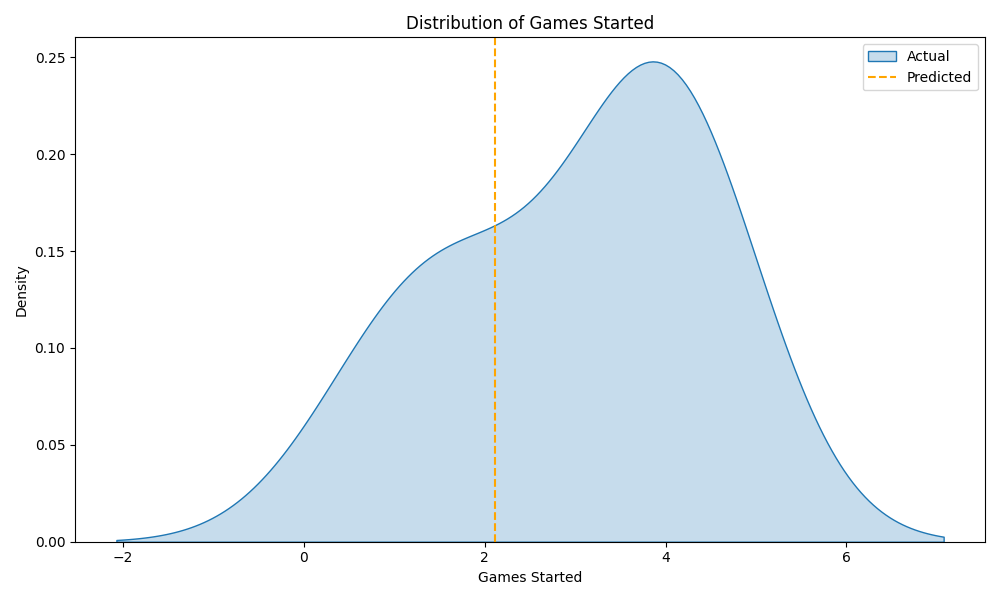 Distribution of Games Started
Actual
Predicted
0.25
0.20
0.15
0.10
0.05
0.00
Density
−2
0
2
4
6
Games Started